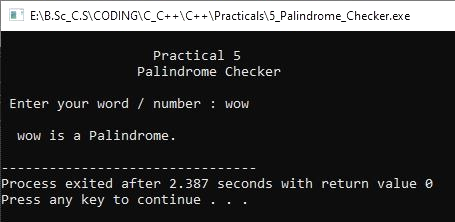 E:\B.Sc_C.S\CODING\C_C++\C++\Practicals\5_Palindrome_Checker.exe
Practical 5
Palindrome Checker
Enter your word / number : wow
wow is a Palindrome.
--------------------------------
Process exited after 2.387 seconds with return value 0
Press any key to continue . . .